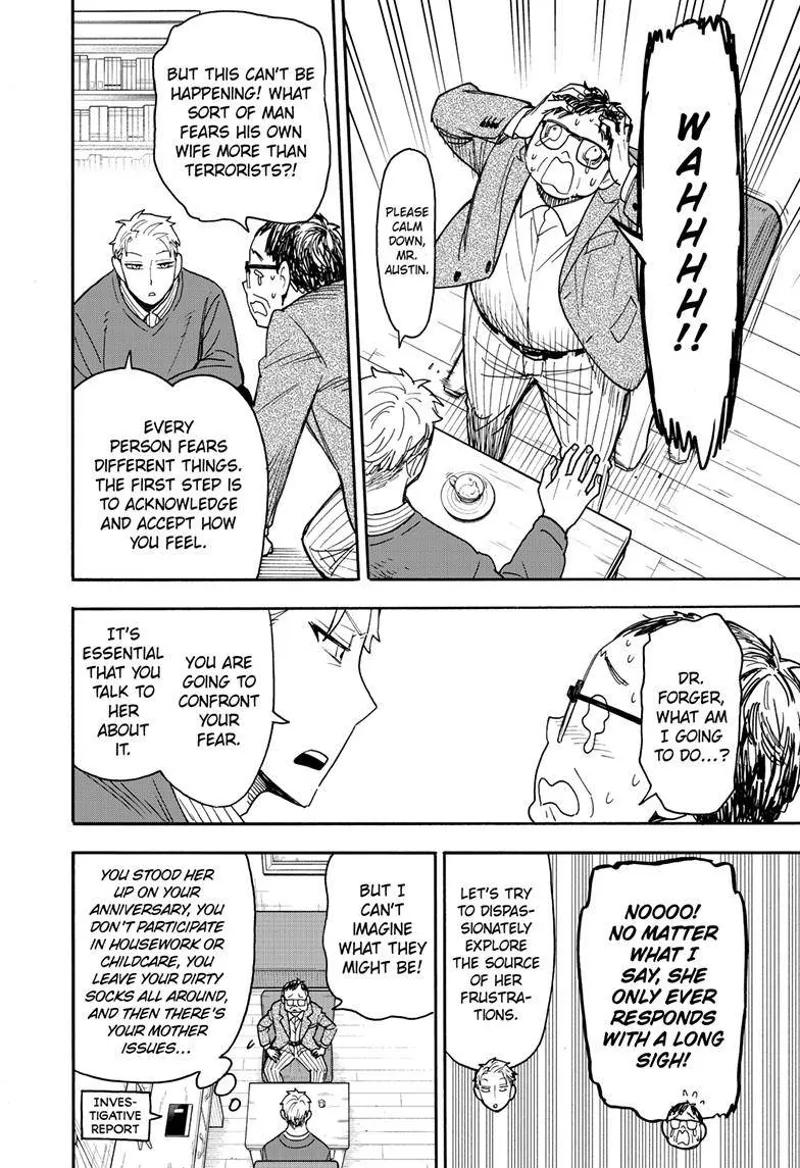 WAHHHH!!
PLEASE
CALM
DOWN,
MR.
AUSTIN.
BUT THIS CAN'T BE
HAPPENING! WHAT
SORT OF MAN
FEARS HIS OWN
WIFE MORE THAN
TERRORISTS?!
EVERY
PERSON FEARS
DIFFERENT THINGS.
THE FIRST STEP IS
TO ACKNOWLEDGE
AND ACCEPT HOW
YOU FEEL.
DR.
FORGER,
WHAT AM
I GOING
TO DO...?
YOU ARE
GOING TO
CONFRONT
YOUR
FEAR.
IT'S
ESSENTIAL
THAT YOU
TALK TO
HER
ABOUT
IT.
NOOOO!
NO MATTER
WHAT I
SAY, SHE
ONLY EVER
RESPONDS
WITH A LONG
SIGH!
LET'S TRY
TO DISPAS-
SIONATELY
EXPLORE
THE SOURCE
OF HER
FRUSTRA-
TIONS.
BUT I
CAN'T
IMAGINE
WHAT THEY
MIGHT BE!
YOU STOOD HER
UP ON YOUR
ANNIVERSARY, YOU
DON'T PARTICIPATE
IN HOUSEWORK OR
CHILDCARE, YOU
LEAVE YOUR DIRTY
SOCKS ALL AROUND,
AND THEN THERE'S
YOUR MOTHER
ISSUES...
INVES-
TIGATIVE
REPORT